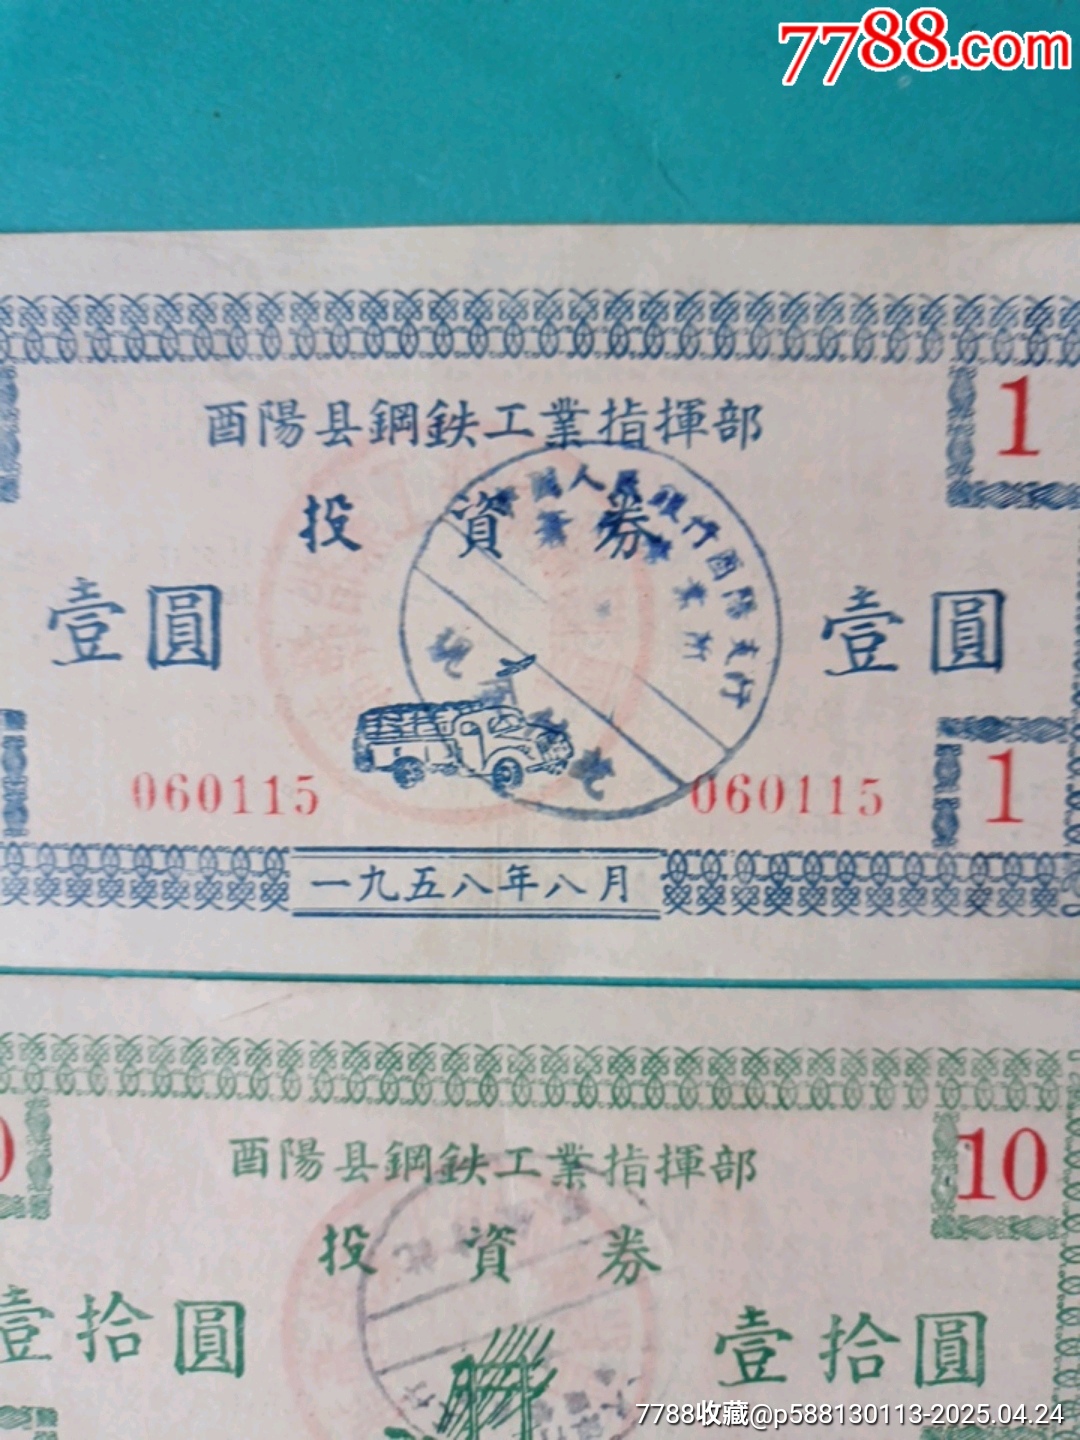 7788.com
酉陽县鋼鉄工業指揮部
1
投資券
壹圓
壹圓
060115
060115
1
一九五八年八月
酉陽县鋼鉄工業指揮部
10
投資券
壹拾圓
壹拾圓
7788收藏@p588130113-2025.04.24